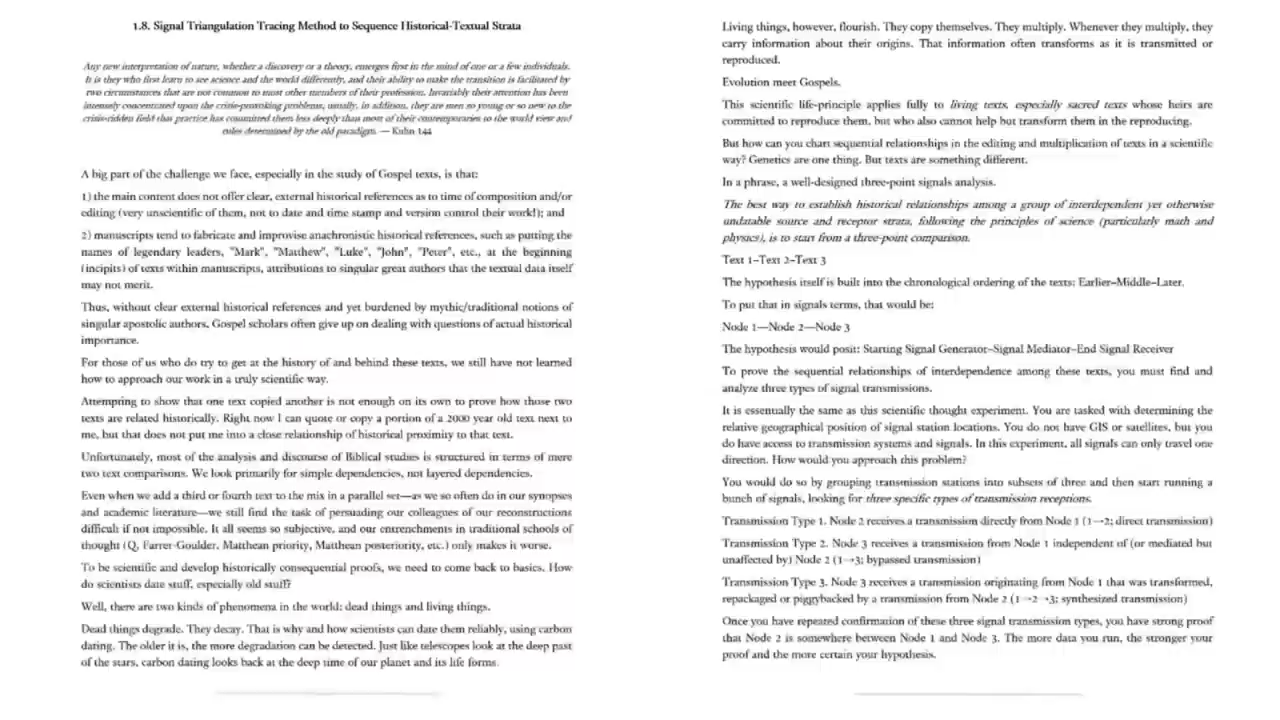 1.8. Signal Triangulation Tracing Method to Sequence Historical-Textual Strata
Any new interpretation of nature, whether a discovery or a theory, emerges first in the mind of one or a few individuals.
It is they who first learn to see science and the world differently, and their ability to make the transition is facilitated by
two circumstances that are not common to most other members of their profession. Invariably their attention has been
intensely concentrated upon the crisis-provoking problems, usually, in addition, they are men so young or so new to the
crisis-ridden field that practice has committed them less deeply than most of their contemporaries to the world view and
rules determined by the old paradigm. — Kuhn 144
A big part of the challenge we face, especially in the study of Gospel texts, is that:
1) the main content does not offer clear, external historical references as to time of composition and/or
editing (very unscientific of them, not to date and time stamp and version control their world); and
2) manuscripts tend to fabricate and improvise anachronistic historical references, such as putting the
names of legendary leaders, "Mark", "Matthew", "Luke", "John", "Peter", etc., at the beginning
(incipits) of texts within manuscripts, attributions to singular great authors that the textual data itself
may not merit.
Thus, without clear external historical references and yet burdened by mythic/traditional notions of
singular apostolic authors, Gospel scholars often give up on dealing with questions of actual historical
importance.
For those of us who do try to get at the history of and behind these texts, we still have not learned
how to approach our work in a truly scientific way.
Attempting to show that one text copied another is not enough on its own to prove how those two
texts are related historically. Right now I can quote or copy a portion of a 2000 year old text next to
me, but that does not put me into a close relationship of historical proximity to that text.
Unfortunately, most of the analysis and discourse of Biblical studies is structured in terms of mere
two text comparisons. We look primarily for simple dependencies, not layered dependencies.
Even when we add a third or fourth text to the mix in a parallel set—as we so often do in our synopses
and academic literature—we still find the task of persuading our colleagues of our reconstructions
difficult if not impossible. It all seems so subjective, and our entrenchments in traditional schools of
thought (Q, Farrer-Goulder, Matthean priority, Matthean posteriority, etc.) only makes it worse.
To be scientific and develop historically consequential proofs, we need to come back to basics. How
do scientists date stuff, especially old stuff?
Well, there are two kinds of phenomena in the world: dead things and living things.
Dead things degrade. They decay. That is why and how scientists can date them reliably, using carbon
dating. The older it is, the more degradation can be detected. Just like telescopes look at the deep past
of the stars, carbon dating looks back at the deep time of our planet and its life forms.
Living things, however, flourish. They copy themselves. They multiply. Whenever they multiply, they
carry information about their origins. That information often transforms as it is transmitted or
reproduced.
Evolution meet Gospels.
This scientific life-principle applies fully to living texts, especially sacred texts whose heirs are
committed to reproduce them, but who also cannot help but transform them in the reproducing.
But how can you chart sequential relationships in the editing and multiplication of texts in a scientific
way? Genetics are one thing. But texts are something different.
In a phrase, a well-designed three-point signals analysis.
The best way to establish historical relationships among a group of interdependent yet otherwise
undatable source and receptor strata, following the principles of science (particularly math and
physics), is to start from a three-point comparison.
Text 1–Text 2–Text 3
The hypothesis itself is built into the chronological ordering of the texts: Earlier–Middle–Later.
To put that in signals terms, that would be:
Node 1—Node 2—Node 3
The hypothesis would posit: Starting Signal Generator–Signal Mediator–End Signal Receiver
To prove the sequential relationships of interdependence among these texts, you must find and
analyze three types of signal transmissions.
It is essentially the same as this scientific thought experiment. You are tasked with determining the
relative geographical position of signal station locations. You do not have GIS or satellites, but you
do have access to transmission systems and signals. In this experiment, all signals can only travel one
direction. How would you approach this problem?
You would do so by grouping transmission stations into subsets of three and then start running a
bunch of signals, looking for three specific types of transmission receptions.
Transmission Type 1. Node 2 receives a transmission directly from Node 1 (1→2; direct transmission)
Transmission Type 2. Node 3 receives a transmission from Node 1 independent of (or mediated but
unaffected by) Node 2 (1→3; bypassed transmission)
Transmission Type 3. Node 3 receives a transmission originating from Node 1 that was transformed,
repackaged or piggybacked by a transmission from Node 2 (1→2→3; synthesized transmission)
Once you have repeated confirmation of these three signal transmission types, you have strong proof
that Node 2 is somewhere between Node 1 and Node 3. The more data you run, the stronger your
proof and the more certain your hypothesis.